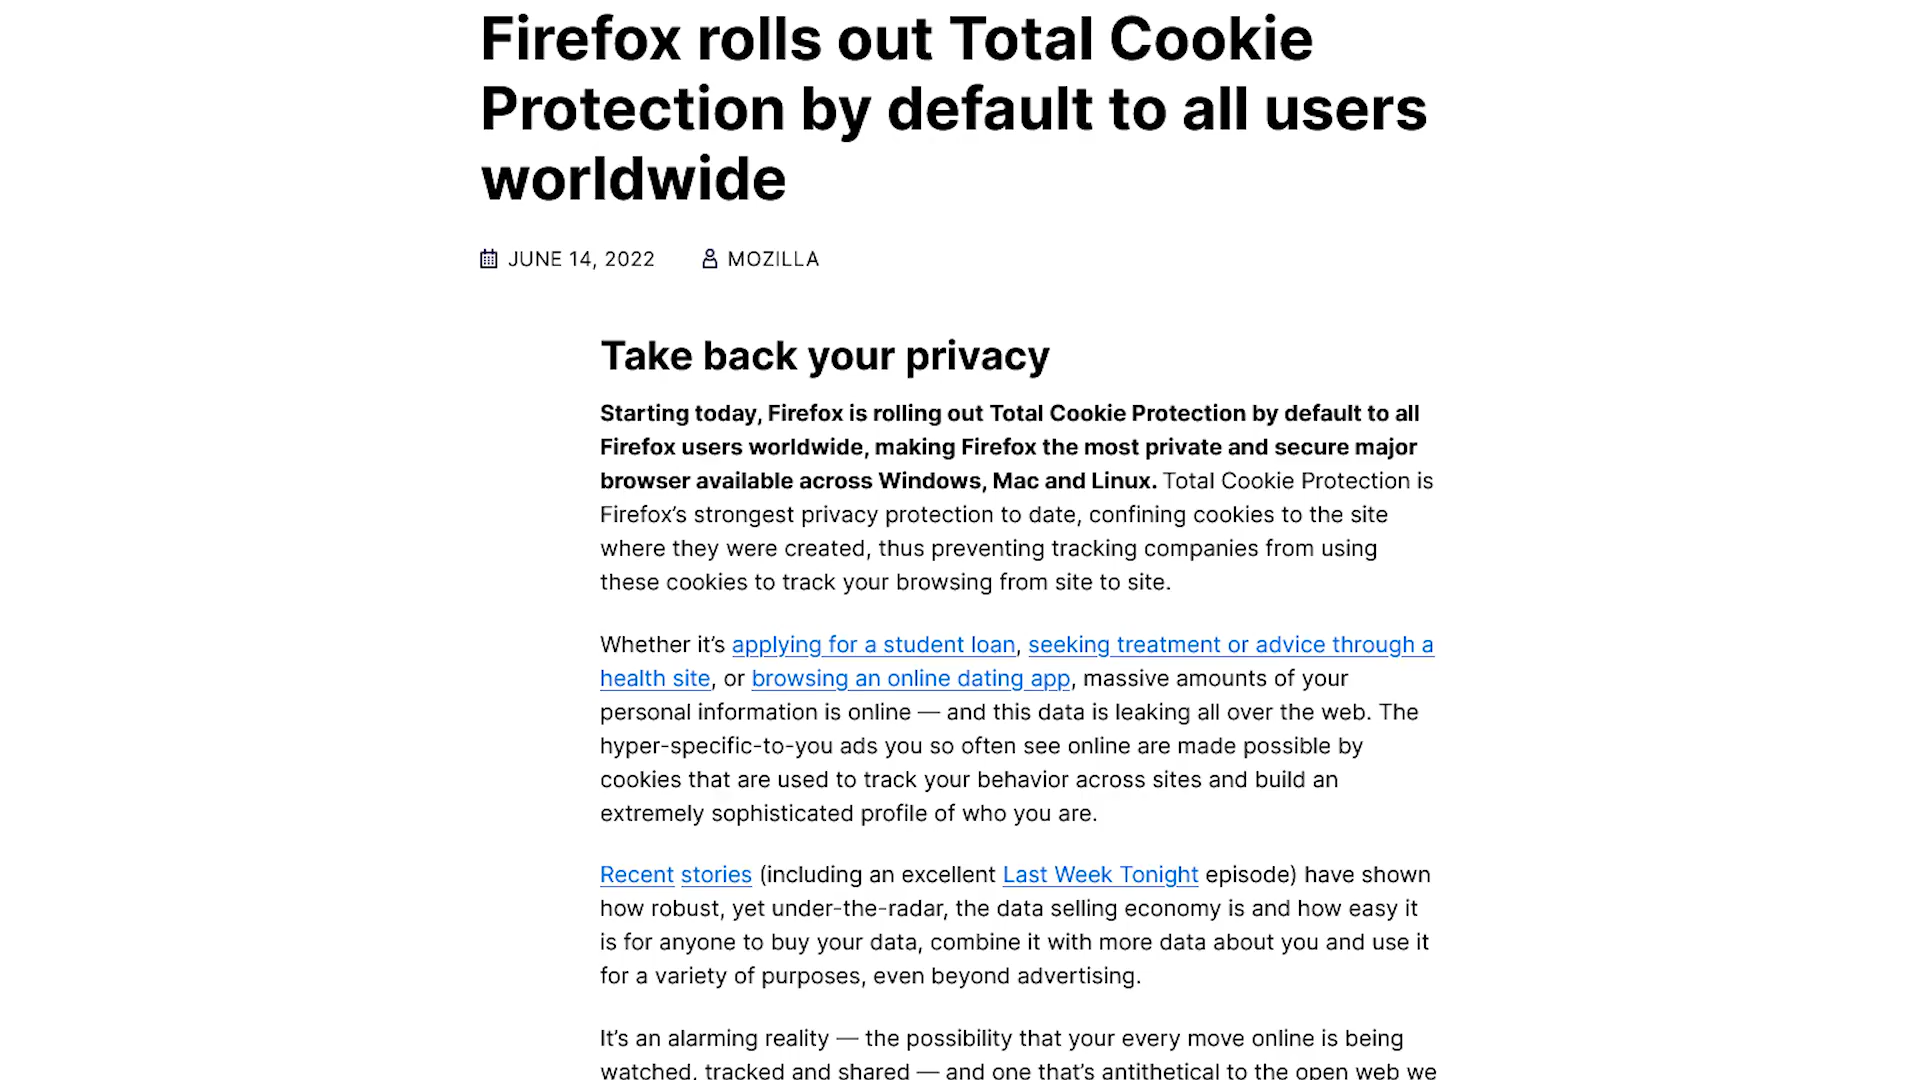 Firefox rolls out Total Cookie
Protection by default to all users
worldwide
JUNE 14, 2022 MOZILLA
Take back your privacy
Starting today, Firefox is rolling out Total Cookie Protection by default to all
Firefox users worldwide, making Firefox the most private and secure major
browser available across Windows, Mac and Linux. Total Cookie Protection is
Firefox’s strongest privacy protection to date, confining cookies to the site
where they were created, thus preventing tracking companies from using
these cookies to track your browsing from site to site.
Whether it’s applying for a student loan, seeking treatment or advice through a
health site, or browsing an online dating app, massive amounts of your
personal information is online — and this data is leaking all over the web. The
hyper-specific-to-you ads you so often see online are made possible by
cookies that are used to track your behavior across sites and build an
extremely sophisticated profile of who you are.
Recent stories (including an excellent Last Week Tonight episode) have shown
how robust, yet under-the-radar, the data selling economy is and how easy it
is for anyone to buy your data, combine it with more data about you and use it
for a variety of purposes, even beyond advertising.
It’s an alarming reality — the possibility that your every move online is being
watched, tracked and shared — and one that’s antithetical to the open web we